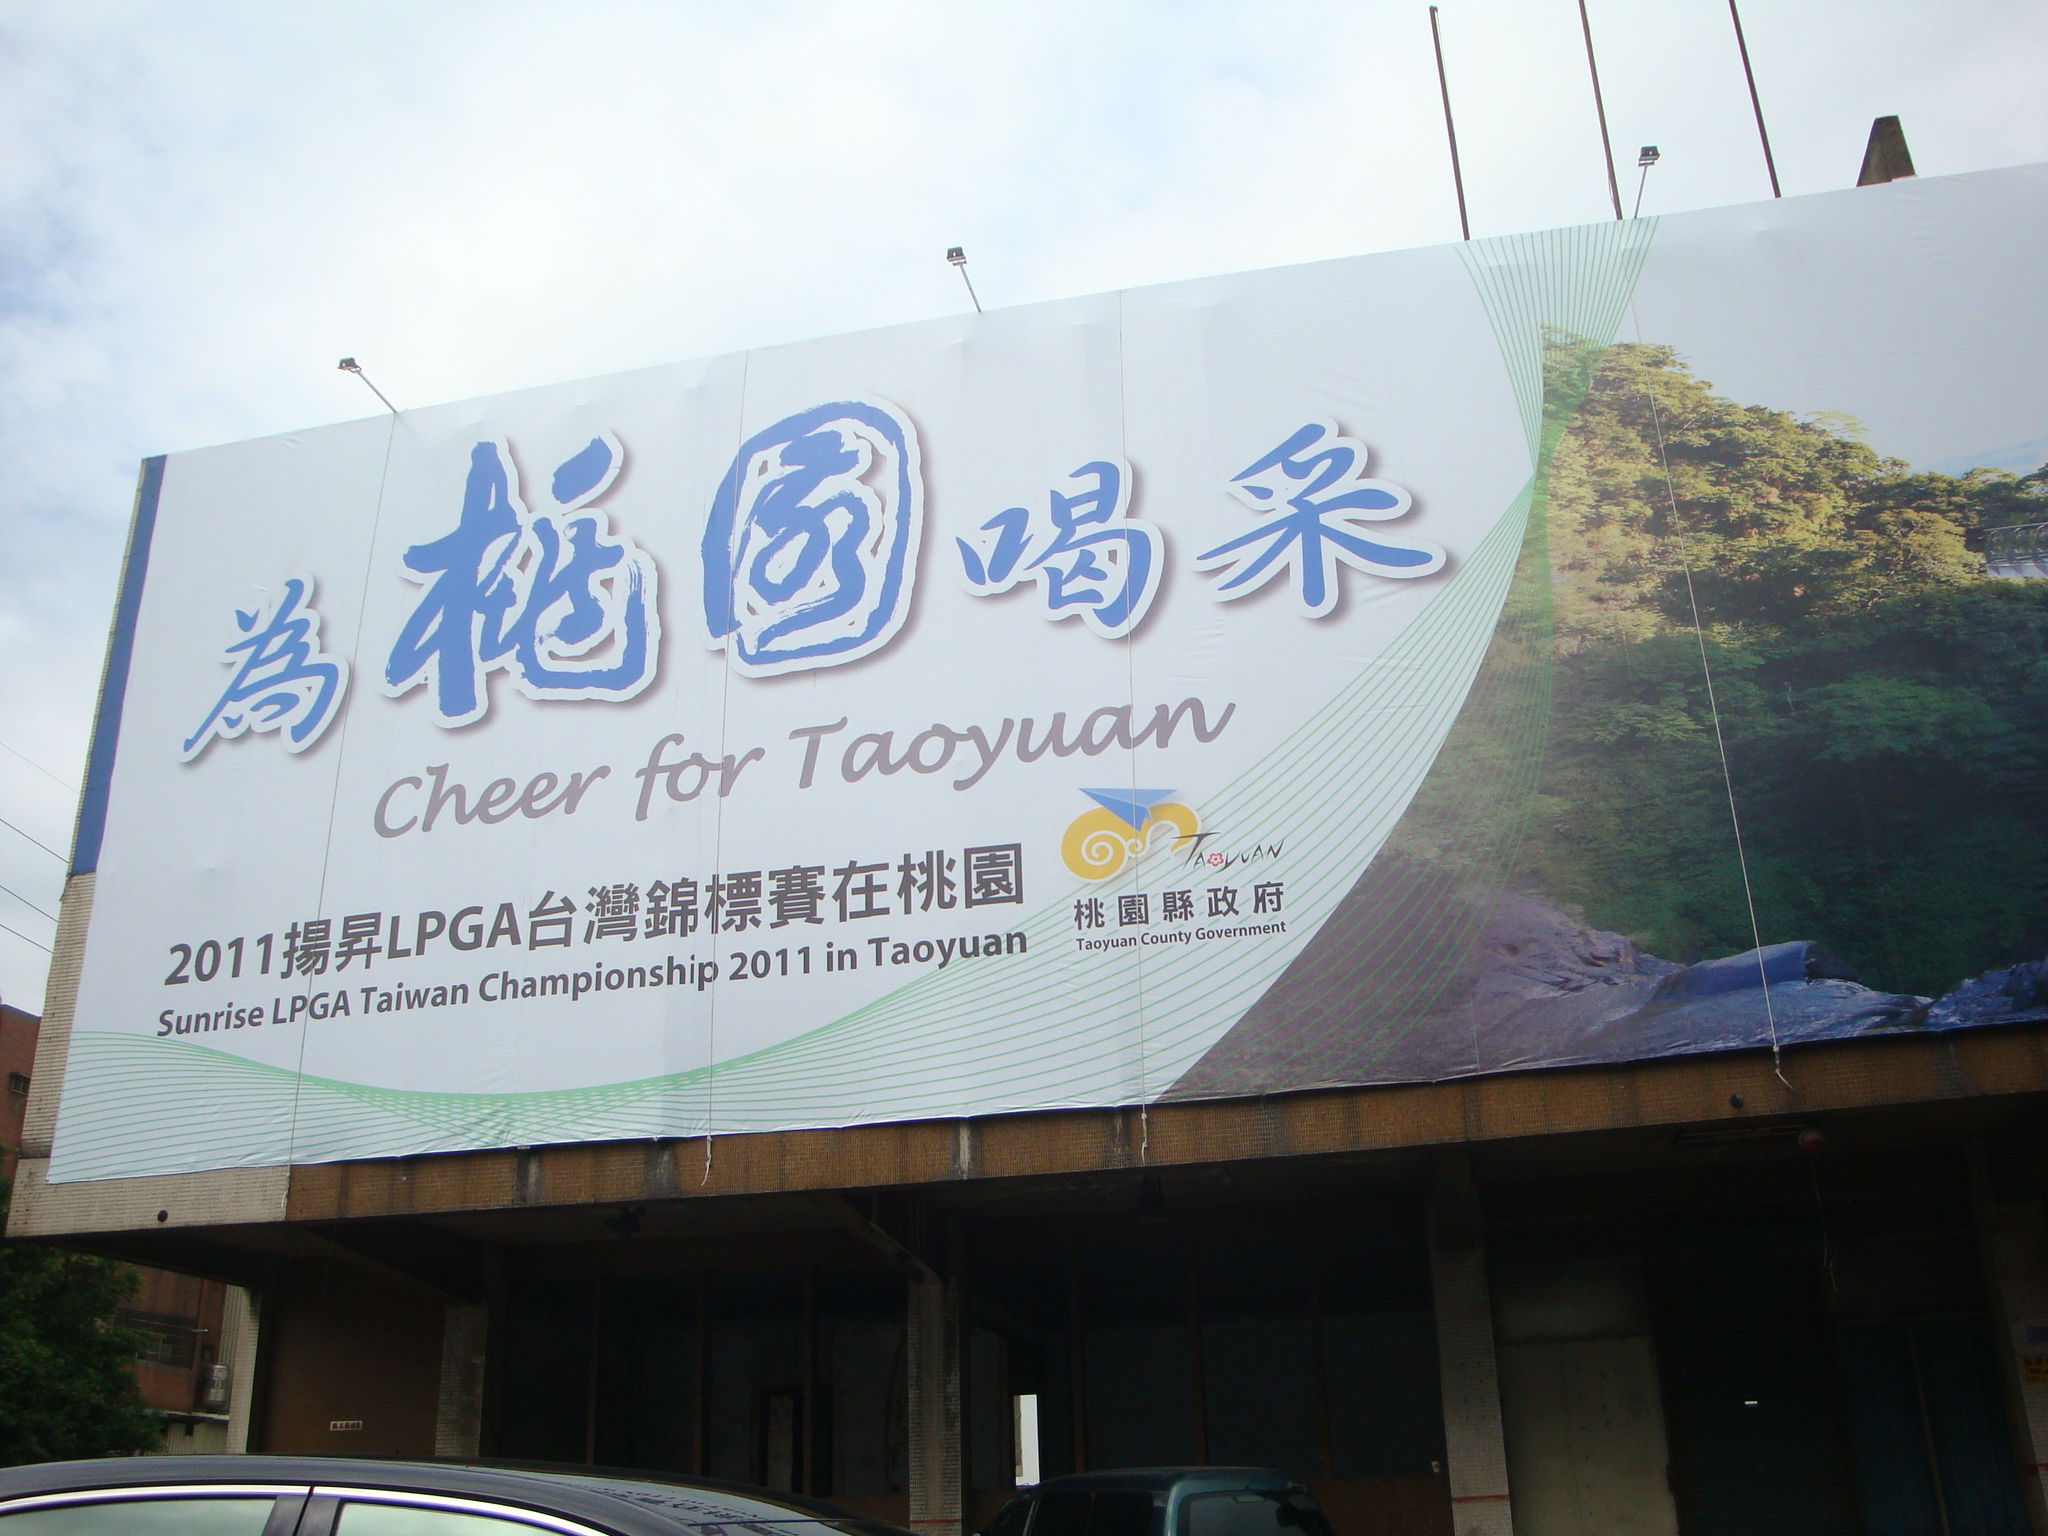 為桃園喝采
Cheer for Taoyuan
2011揚昇LPGA台灣錦標賽在桃園
Sunrise LPGA Taiwan Championship 2011 in Taoyuan
TAOYUAN
桃園縣政府
Taoyuan County Government